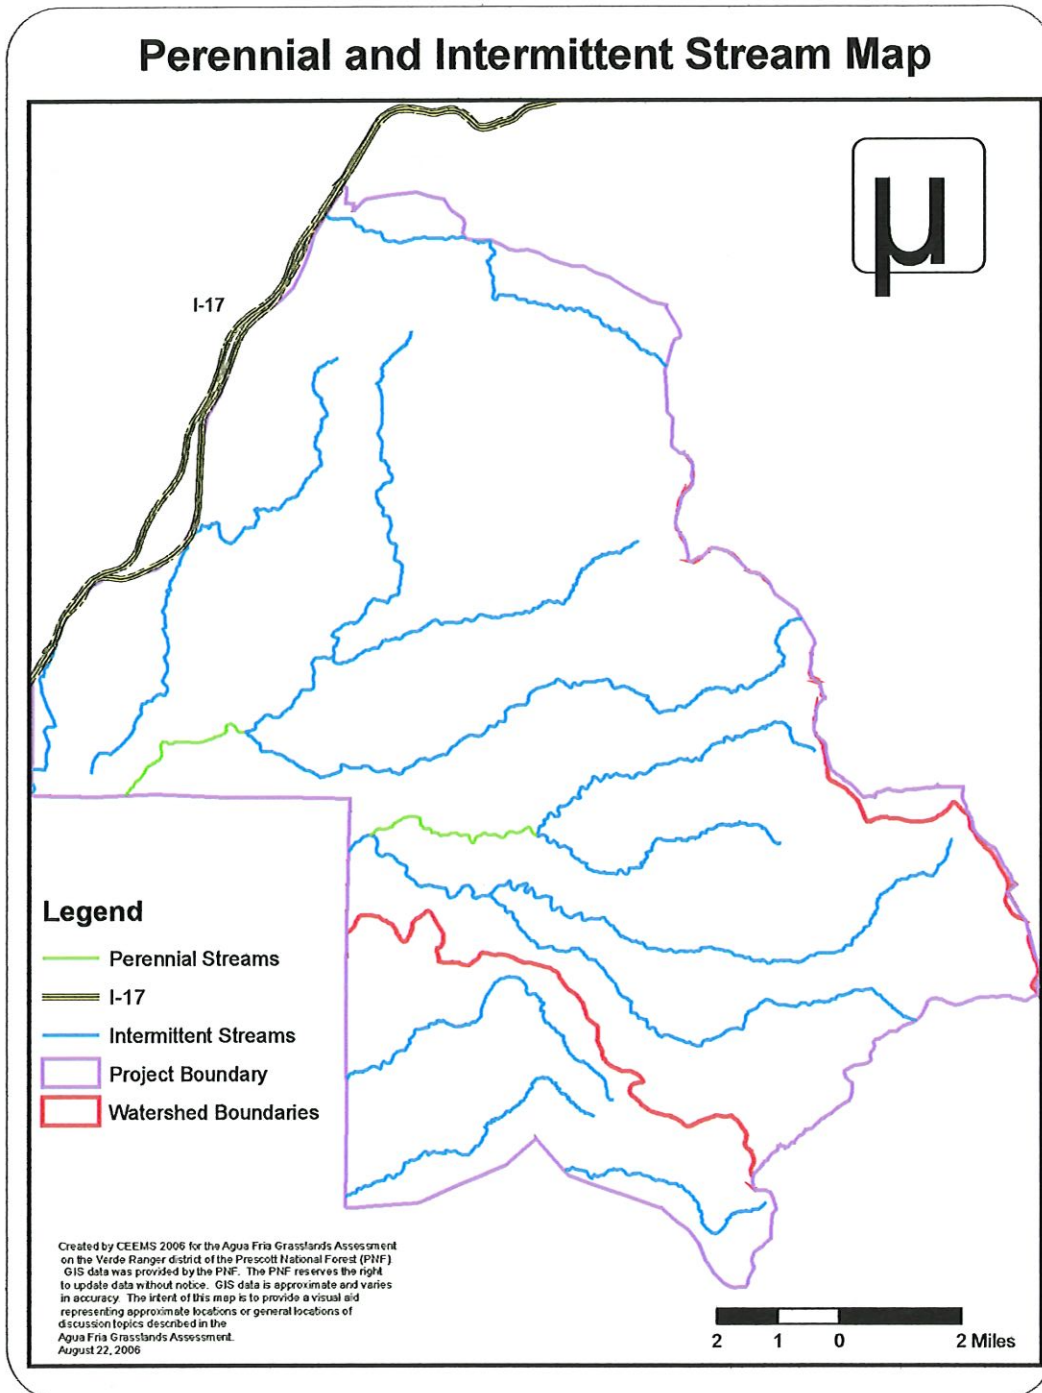 Perennial and Intermittent Stream Map
µ
I-17
Legend
Perennial Streams
I-17
Intermittent Streams
Project Boundary
Watershed Boundaries
Created by CEEMS 2006 for the Agua Fria Grasslands Assessment
on the Verde Ranger district of the Prescott National Forest (PNF)
GIS data was provided by the PNF. The PNF reserves the right
to update data without notice. GIS data is approximate and varies
in accuracy. The intent of this map is to provide a visual aid
representing approximate locations or general locations of
discussion topics described in the
Agua Fria Grasslands Assessment.
August 22, 2006
2 1 0 2 Miles